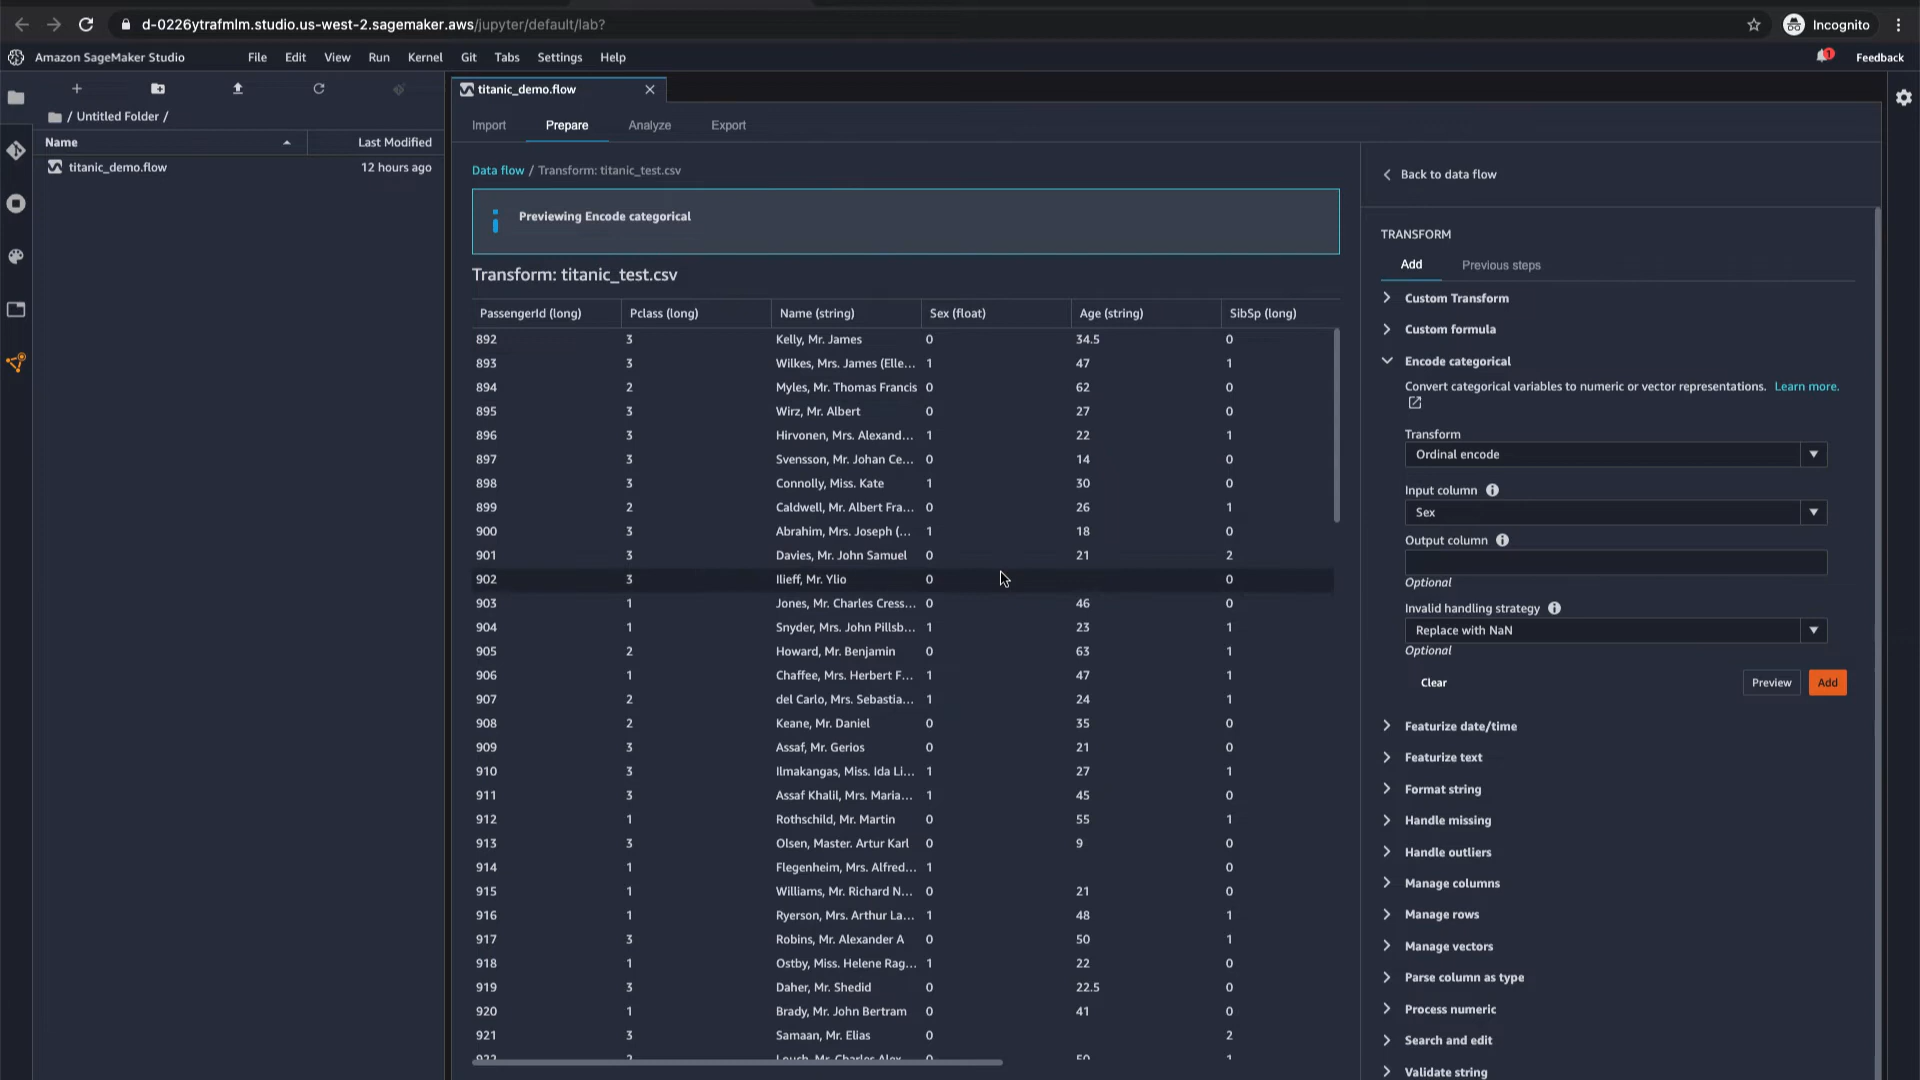 d-0226ytrafmlm.studio.us-west-2.sagemaker.aws/jupyter/default/lab?
Incognito
Amazon SageMaker Studio
File Edit View Run Kernel Git Tabs Settings Help
1
Feedback
/ Untitled Folder /
Name Last Modified
titanic_demo.flow 12 hours ago
titanic_demo.flow
Import Prepare Analyze Export
Data flow / Transform: titanic_test.csv
Previewing Encode categorical
Transform: titanic_test.csv
PassengerId (long) Pclass (long) Name (string) Sex (float) Age (string) SibSp (long)
892 3 Kelly, Mr. James 0 34.5 0
893 3 Wilkes, Mrs. James (Elle... 1 47 1
894 2 Myles, Mr. Thomas Francis 0 62 0
895 3 Wirz, Mr. Albert 0 27 0
896 3 Hirvonen, Mrs. Alexand... 1 22 1
897 3 Svensson, Mr. Johan Ce... 0 14 0
898 3 Connolly, Miss. Kate 1 30 0
899 2 Caldwell, Mr. Albert Fra... 0 26 1
900 3 Abrahim, Mrs. Joseph (... 1 18 0
901 3 Davies, Mr. John Samuel 0 21 2
902 3 Ilieff, Mr. Ylio 0 0
903 1 Jones, Mr. Charles Cress... 0 46 0
904 1 Snyder, Mrs. John Pillsb... 1 23 1
905 2 Howard, Mr. Benjamin 0 63 1
906 1 Chaffee, Mrs. Herbert F... 1 47 1
907 2 del Carlo, Mrs. Sebastia... 1 24 1
908 2 Keane, Mr. Daniel 0 35 0
909 3 Assaf, Mr. Gerios 0 21 0
910 3 Ilmakangas, Miss. Ida Li... 1 27 1
911 3 Assaf Khalil, Mrs. Maria... 1 45 0
912 1 Rothschild, Mr. Martin 0 55 1
913 3 Olsen, Master. Artur Karl 0 9 0
914 1 Flegenheim, Mrs. Alfred... 1 0
915 1 Williams, Mr. Richard N... 0 21 0
916 1 Ryerson, Mrs. Arthur La... 1 48 1
917 3 Robins, Mr. Alexander A 0 50 1
918 1 Ostby, Miss. Helene Rag... 1 22 0
919 3 Daher, Mr. Shedid 0 22.5 0
920 1 Brady, Mr. John Bertram 0 41 0
921 3 Samaan, Mr. Elias 0 2
922 2 Louch, Mr. Charles Alex... 0 50 1
Back to data flow
TRANSFORM
Add Previous steps
Custom Transform
Custom formula
Encode categorical
Convert categorical variables to numeric or vector representations. Learn more.
Transform
Ordinal encode
Input column
Sex
Output column
Optional
Invalid handling strategy
Replace with NaN
Optional
Clear Preview Add
Featurize date/time
Featurize text
Format string
Handle missing
Handle outliers
Manage columns
Manage rows
Manage vectors
Parse column as type
Process numeric
Search and edit
Validate string